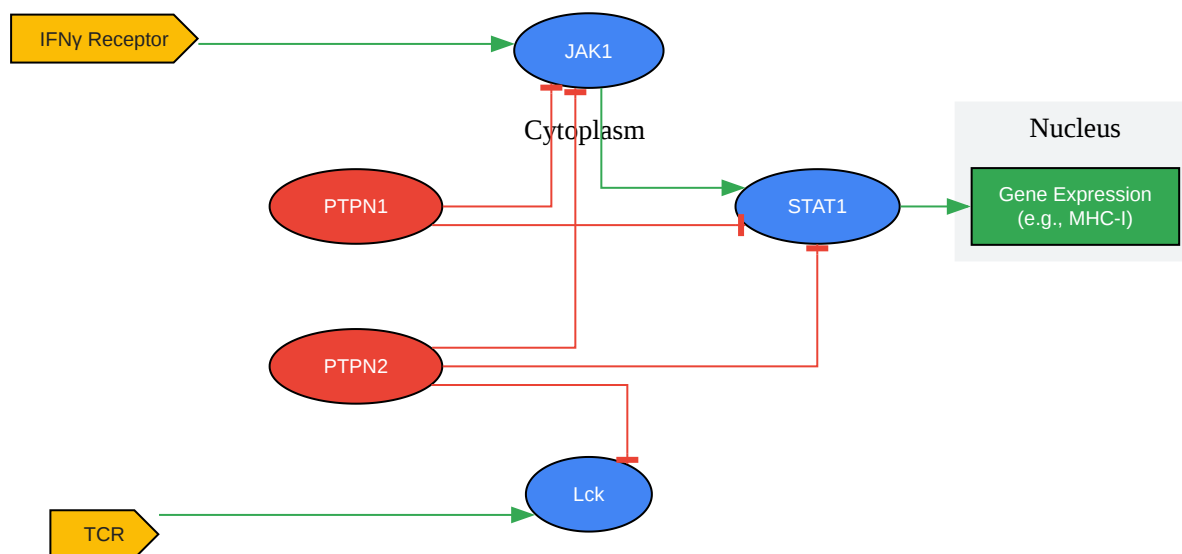 IFNγ Receptor
JAK1
Cytoplasm
Nucleus
PTPN1
STAT1
Gene Expression
(e.g., MHC-I)
PTPN2
Lck
TCR